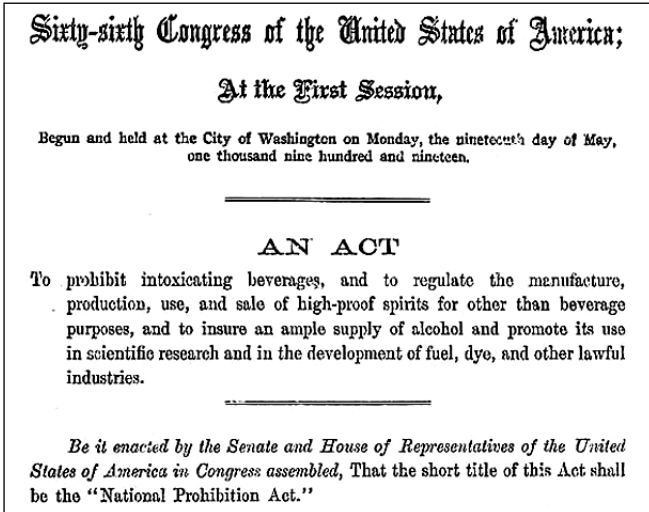 Sixty-sixth Congress of the United States of America;
At the First Session,
Begun and held at the City of Washington on Monday, the nineteenth day of May,
one thousand nine hundred and nineteen.
AN ACT
To prohibit intoxicating beverages, and to regulate the manufacture,
production, use, and sale of high-proof spirits for other than beverage
purposes, and to insure an ample supply of alcohol and promote its use
in scientific research and in the development of fuel, dye, and other lawful
industries.
Be it enacted by the Senate and House of Representatives of the United
States of America in Congress assembled, That the short title of this Act shall
be the "National Prohibition Act."